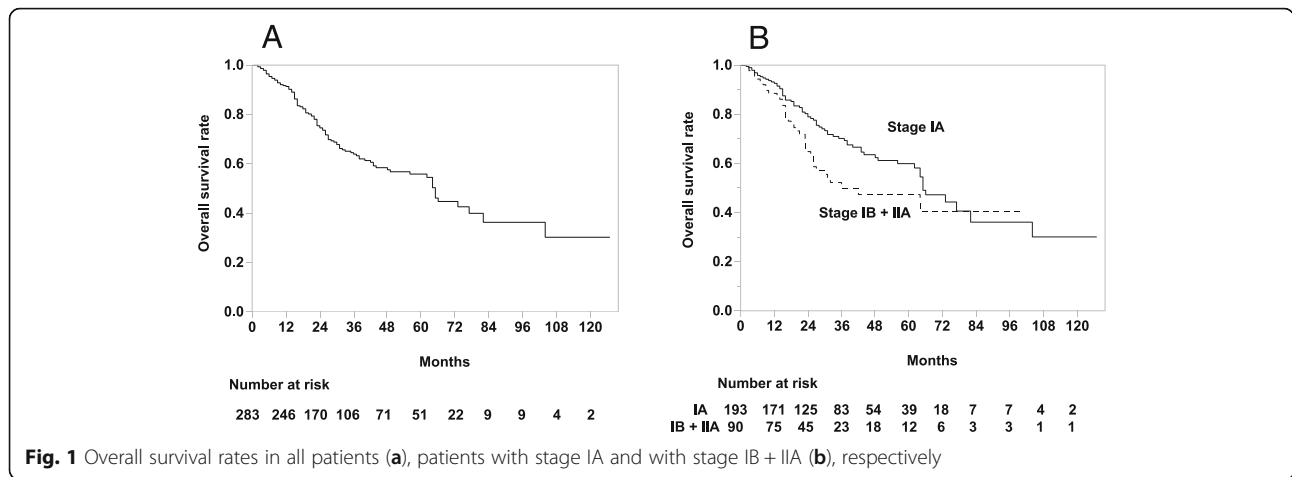 A
1.0
0.8
0.6
0.4
0.2
0.0
Overall survival rate
0 12 24 36 48 60 72 84 96 108 120
Months
Number at risk
283 246 170 106 71 51 22 9 9 4 2
B
1.0
0.8
0.6
0.4
0.2
0.0
Overall survival rate
Stage IA
Stage IB + IIA
0 12 24 36 48 60 72 84 96 108 120
Months
Number at risk
IA 193 171 125 83 54 39 18 7 7 4 2
IB + IIA 90 75 45 23 18 12 6 3 3 1 1
Fig. 1 Overall survival rates in all patients (a), patients with stage IA and with stage IB + IIA (b), respectively